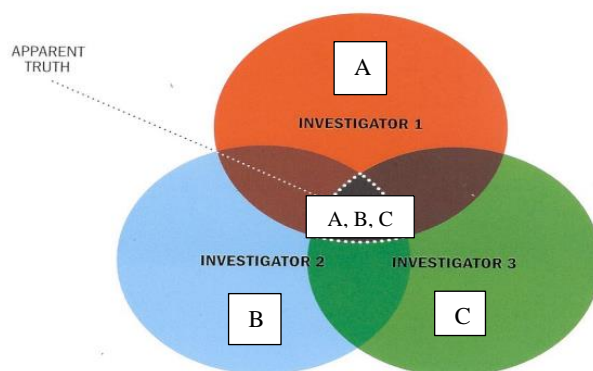 APPARENT
TRUTH
A
INVESTIGATOR 1
A, B, C
INVESTIGATOR 2
INVESTIGATOR 3
B
C